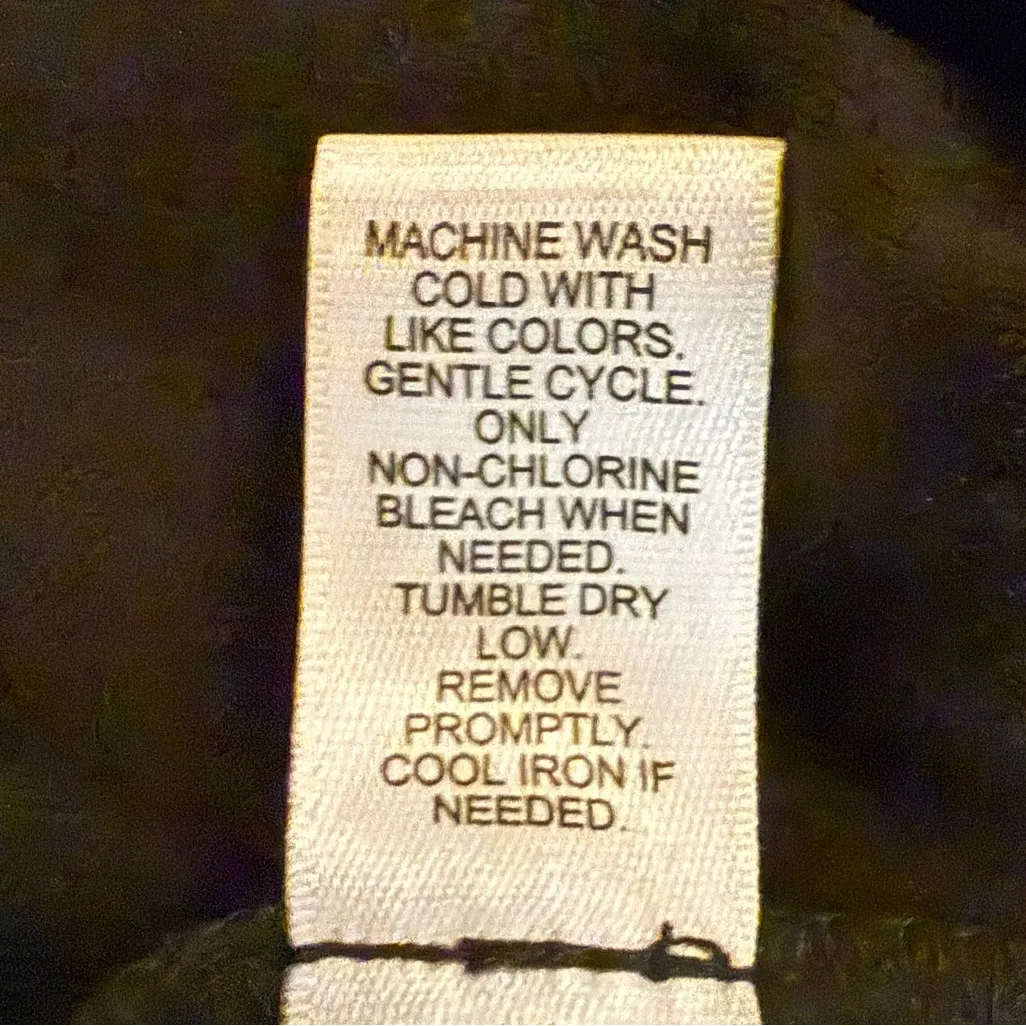 MACHINE WASH
COLD WITH
LIKE COLORS.
GENTLE CYCLE.
ONLY
NON-CHLORINE
BLEACH WHEN
NEEDED.
TUMBLE DRY
LOW.
REMOVE
PROMPTLY.
COOL IRON IF
NEEDED.